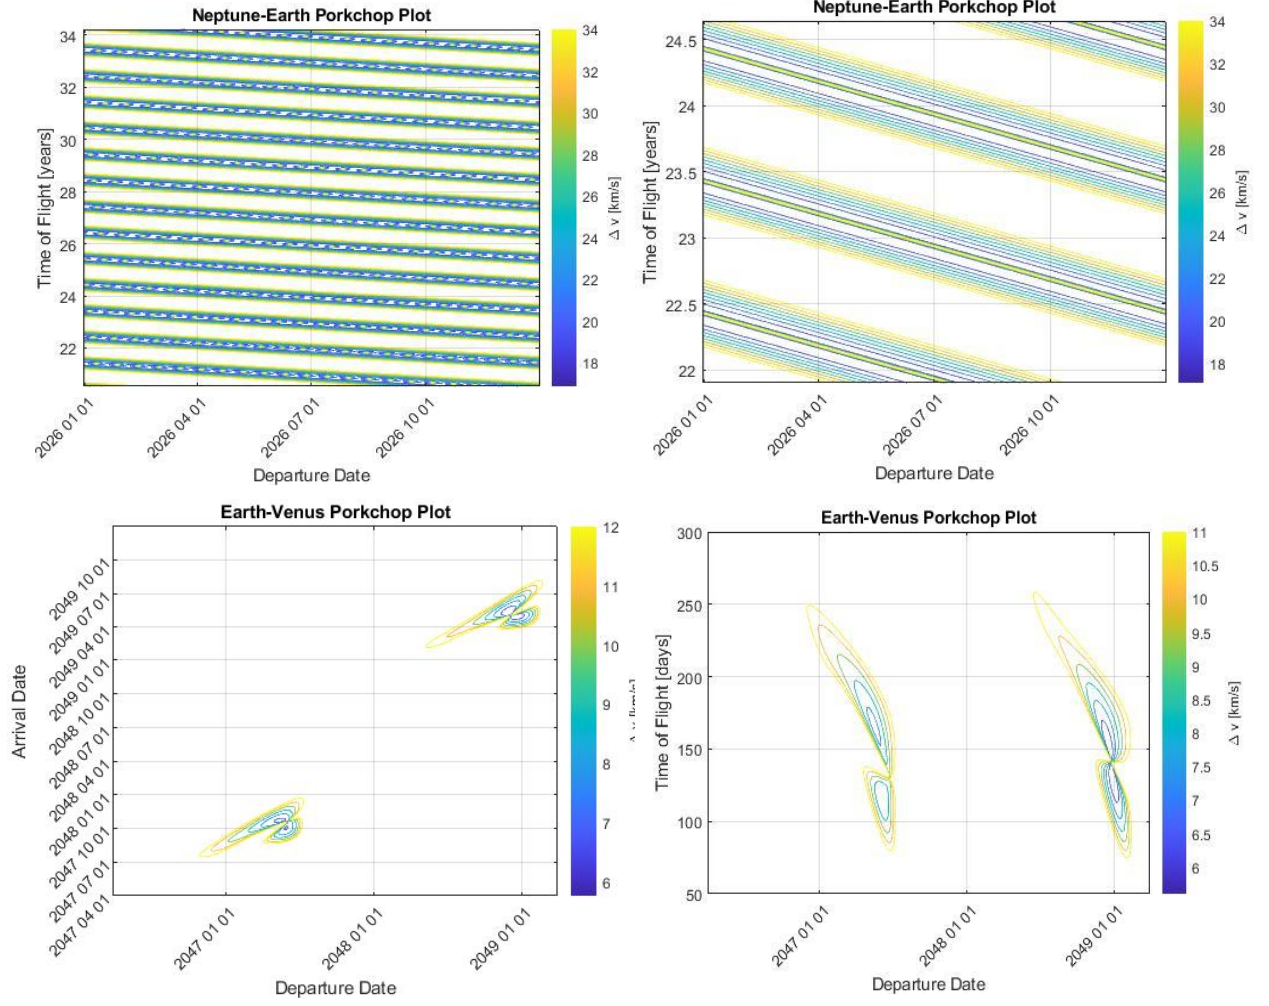 Neptune-Earth Porkchop Plot
34
32
30
28
26
24
22
Time of Flight [years]
2026 01 01
2026 04 01
2026 07 01
2026 10 01
Departure Date
34
32
30
28
26
24
22
20
18
Δ v [km/s]
Neptune-Earth Porkchop Plot
24.5
24
23.5
23
22.5
22
Time of Flight [years]
2026 01 01
2026 04 01
2026 07 01
2026 10 01
Departure Date
34
32
30
28
26
24
22
20
18
Δ v [km/s]
Earth-Venus Porkchop Plot
2049 10 01
2049 07 01
2049 04 01
2049 01 01
2048 10 01
2048 07 01
2048 04 01
2048 01 01
2047 10 01
2047 07 01
2047 04 01
Arrival Date
2047 01 01
2048 01 01
2049 01 01
Departure Date
12
11
10
9
8
7
6
Earth-Venus Porkchop Plot
300
250
200
150
100
50
Time of Flight [days]
2047 01 01
2048 01 01
2049 01 01
Departure Date
11
10.5
10
9.5
9
8.5
8
7.5
7
6.5
6
Δ v [km/s]